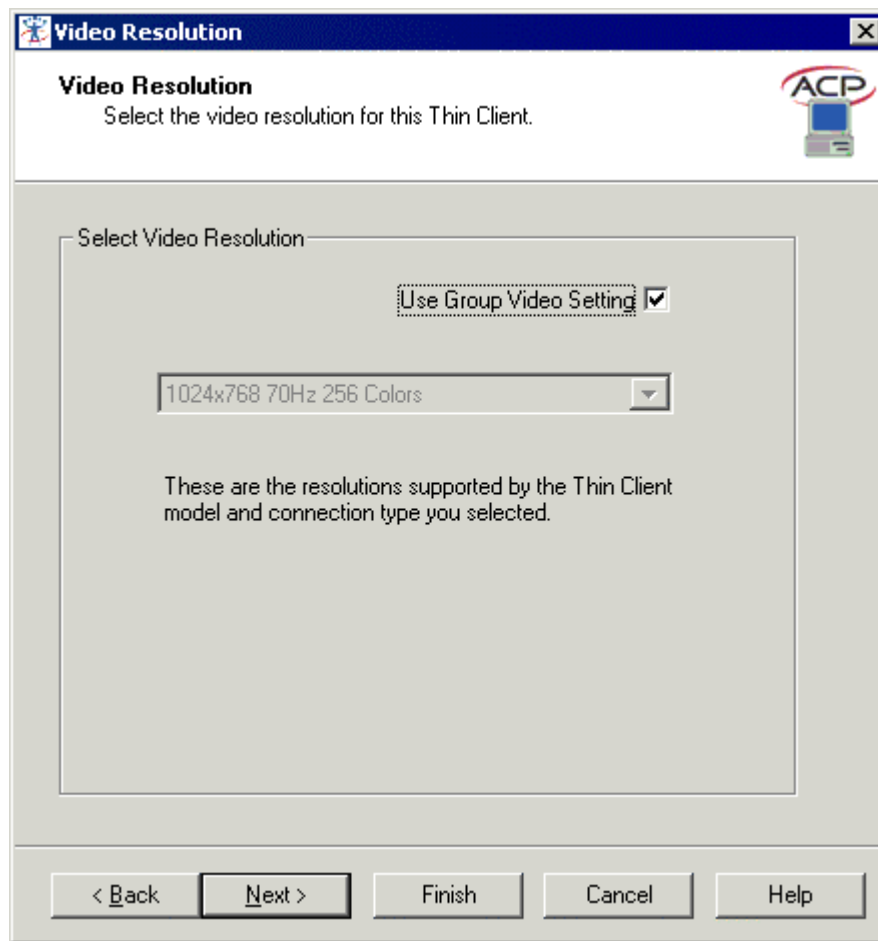 Video Resolution
Video Resolution
Select the video resolution for this Thin Client.
ACP
Select Video Resolution
Use Group Video Setting
1024x768 70Hz 256 Colors
These are the resolutions supported by the Thin Client
model and connection type you selected.
< Back Next > Finish Cancel Help